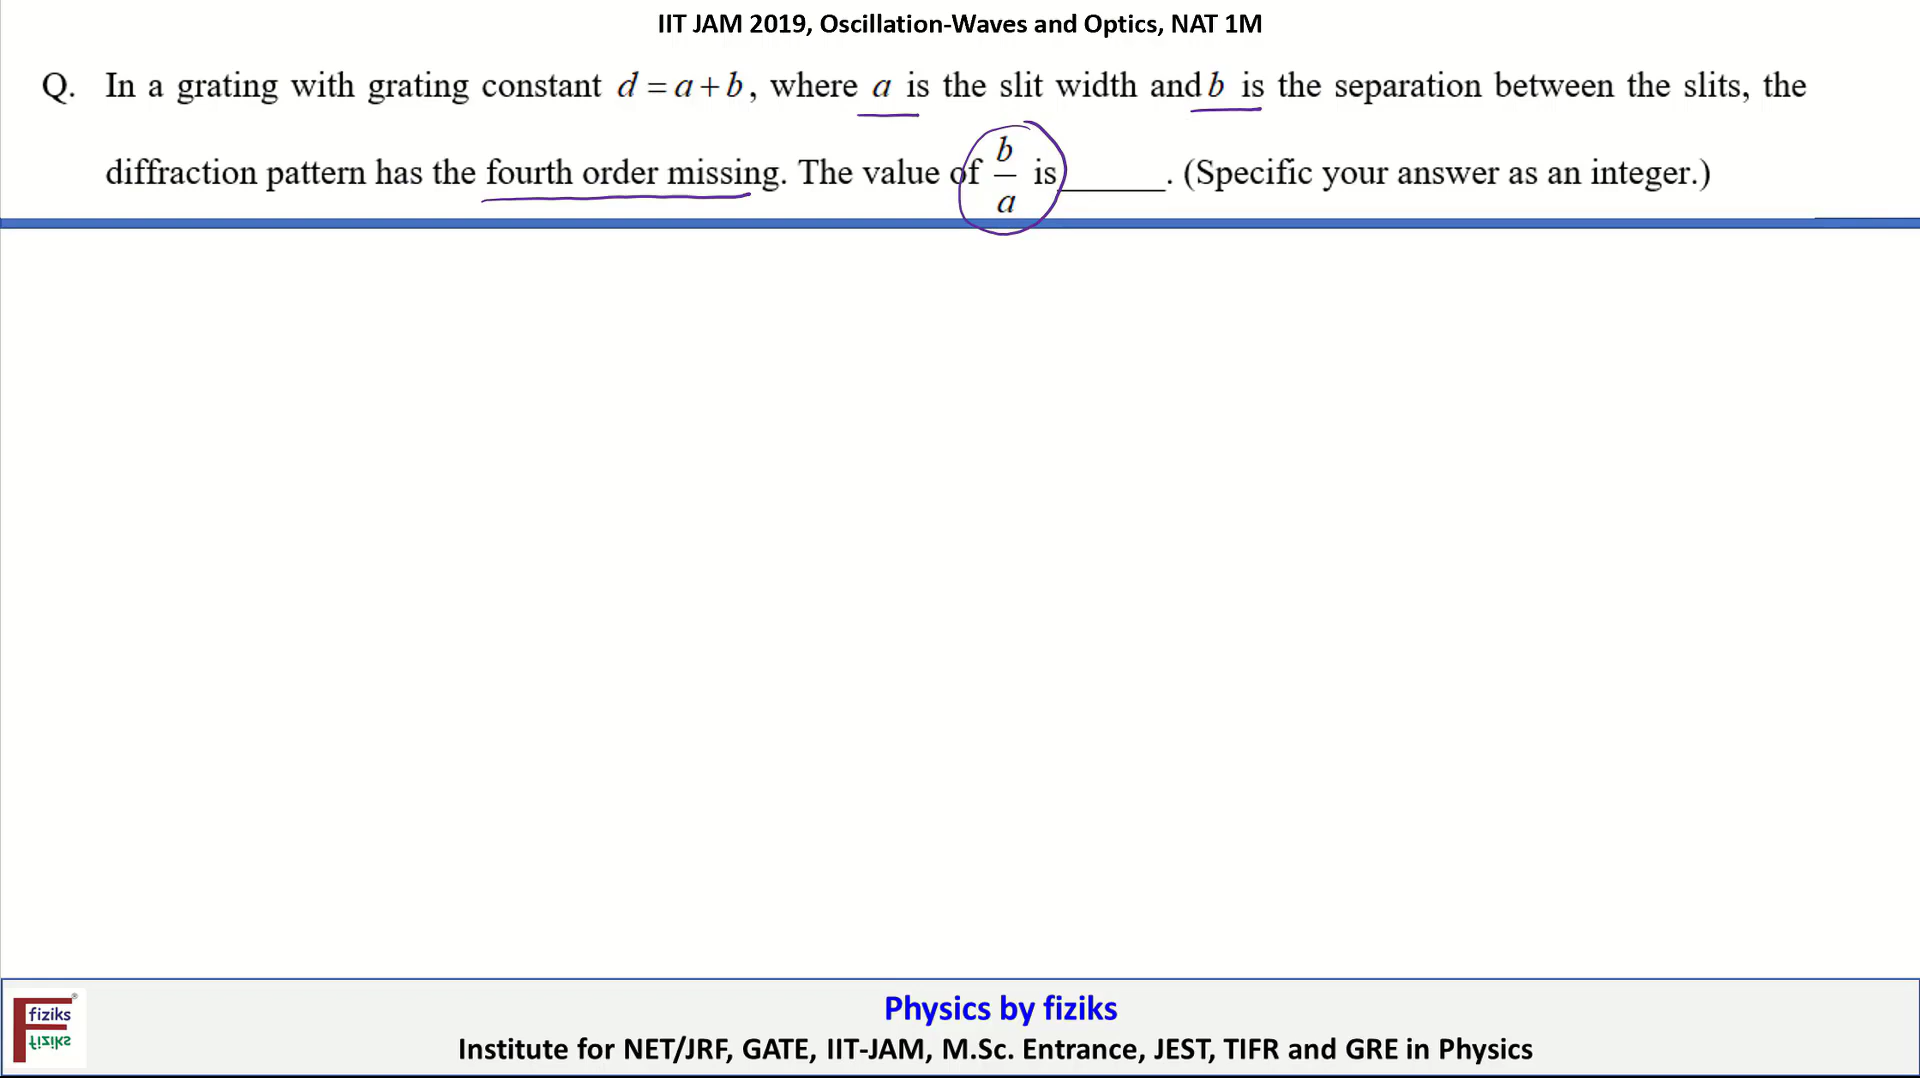 IIT JAM 2019, Oscillation-Waves and Optics, NAT 1M
Q. In a grating with grating constant d = a + b, where a is the slit width and b is the separation between the slits, the
diffraction pattern has the fourth order missing. The value of b/a is______. (Specific your answer as an integer.)
fiziks
fiziks
Physics by fiziks
Institute for NET/JRF, GATE, IIT-JAM, M.Sc. Entrance, JEST, TIFR and GRE in Physics